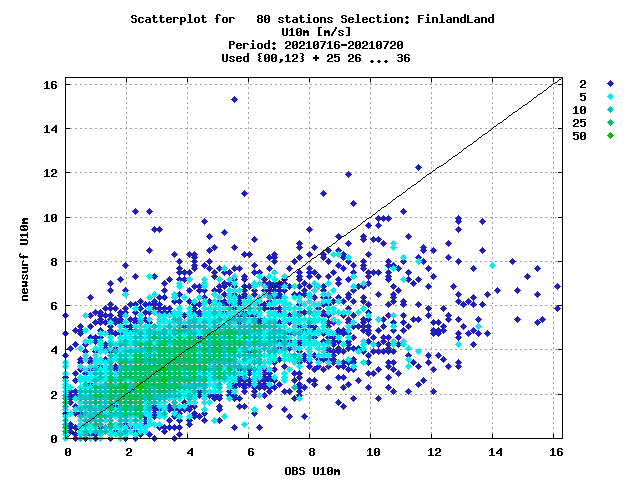 Scatterplot for   80 stations Selection: FinlandLand
U10m [m/s]
Period: 20210716-20210720
Used {00,12} + 25 26 ... 36
16
14
12
10
8
6
4
2
0
newsurf U10m
0 2 4 6 8 10 12 14 16
OBS U10m
2
5
10
25
50